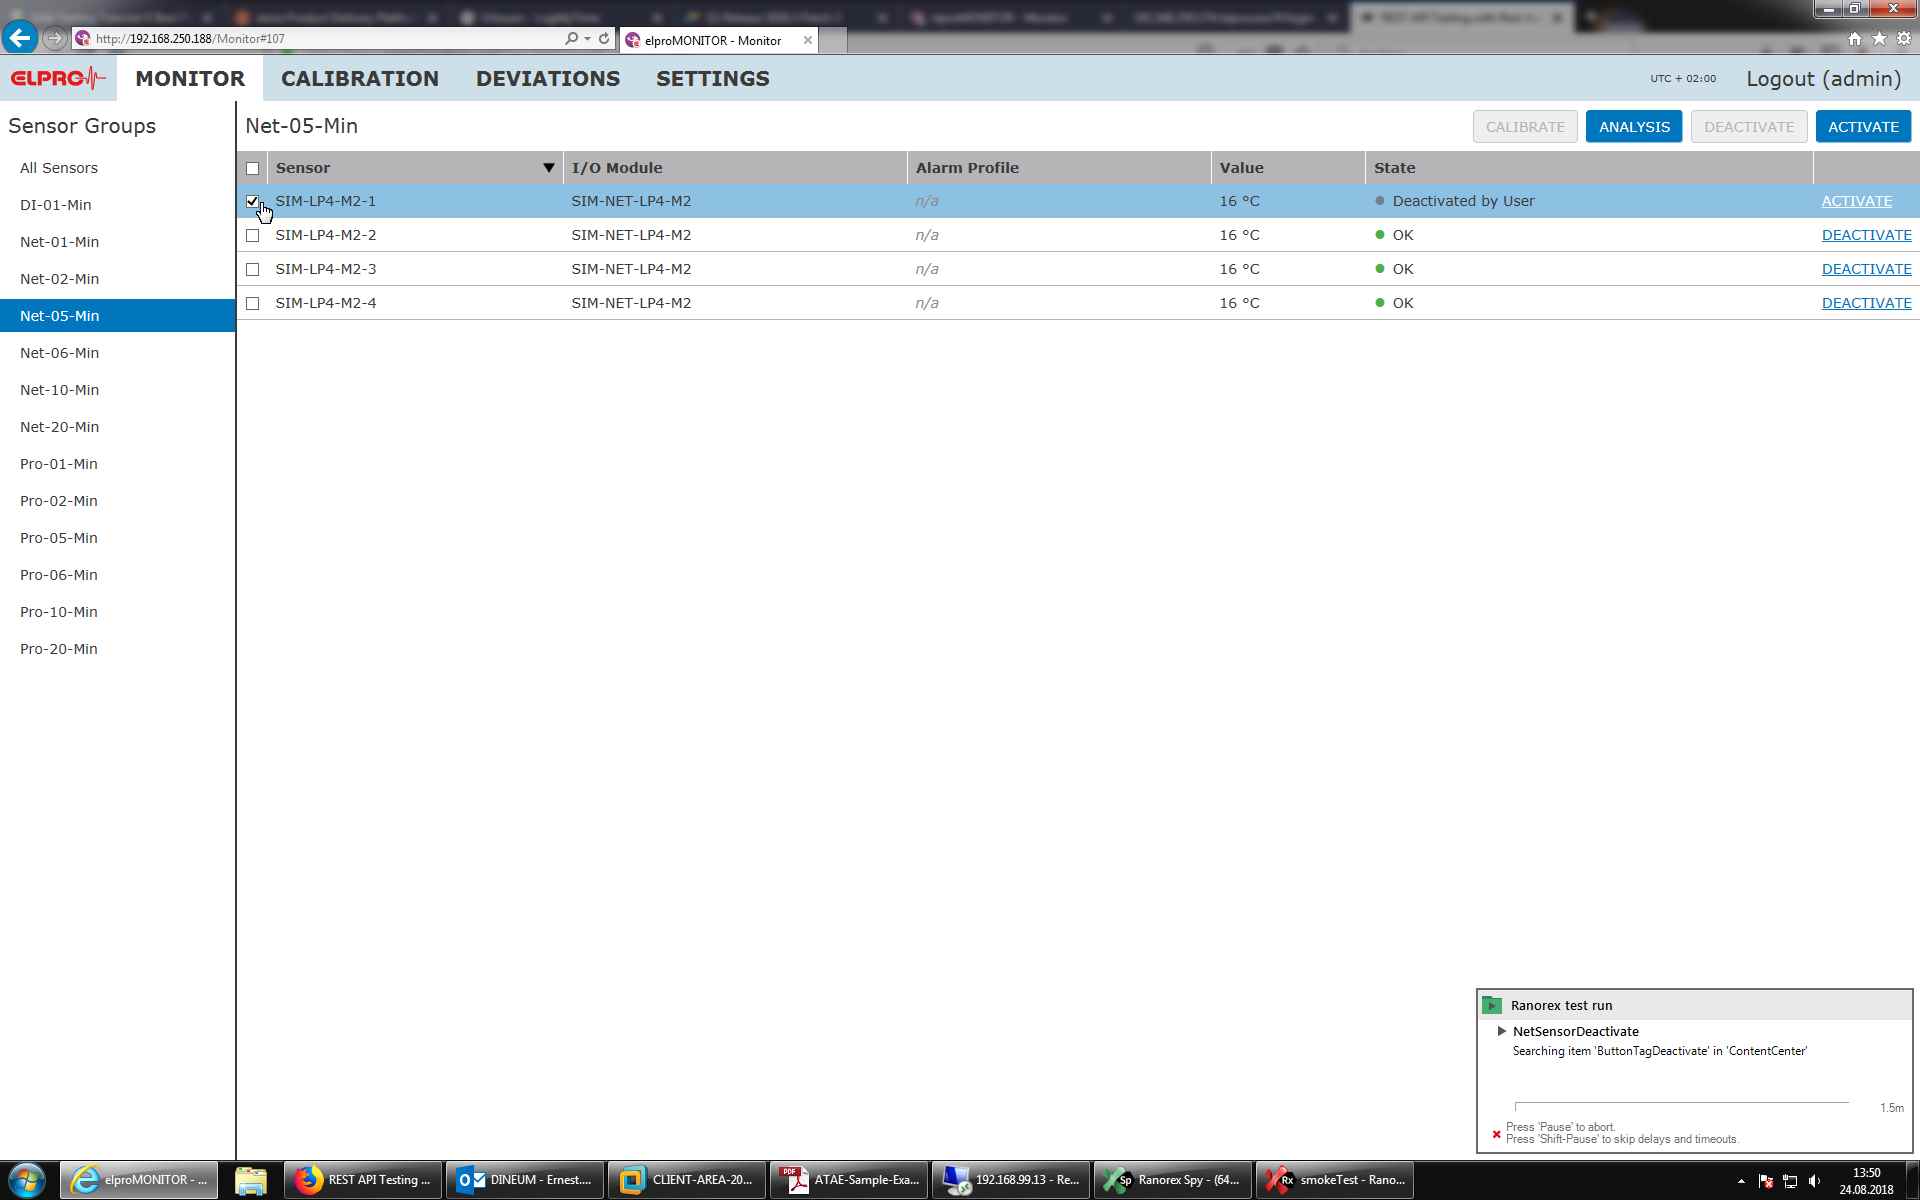 http://192.168.250.188/Monitor#107
elproMONITOR - Monitor
ELPRO MONITOR CALIBRATION DEVIATIONS SETTINGS UTC + 02:00 Logout (admin)
Sensor Groups
All Sensors
DI-01-Min
Net-01-Min
Net-02-Min
Net-05-Min
Net-06-Min
Net-10-Min
Net-20-Min
Pro-01-Min
Pro-02-Min
Pro-05-Min
Pro-06-Min
Pro-10-Min
Pro-20-Min
Net-05-Min CALIBRATE ANALYSIS DEACTIVATE ACTIVATE
Sensor I/O Module Alarm Profile Value State
SIM-LP4-M2-1 SIM-NET-LP4-M2 n/a 16 °C Deactivated by User ACTIVATE
SIM-LP4-M2-2 SIM-NET-LP4-M2 n/a 16 °C OK DEACTIVATE
SIM-LP4-M2-3 SIM-NET-LP4-M2 n/a 16 °C OK DEACTIVATE
SIM-LP4-M2-4 SIM-NET-LP4-M2 n/a 16 °C OK DEACTIVATE
Ranorex test run
NetSensorDeactivate
Searching item 'ButtonTagDeactivate' in 'ContentCenter'
1.5m
Press 'Pause' to abort.
Press 'Shift-Pause' to skip delays and timeouts.
elproMONITOR - ...
REST API Testing ...
DINEUM - Ernest....
CLIENT-AREA-20...
ATAE-Sample-Exa...
192.168.99.13 - Re...
Ranorex Spy - (64...
smokeTest - Rano...
13:50
24.08.2018